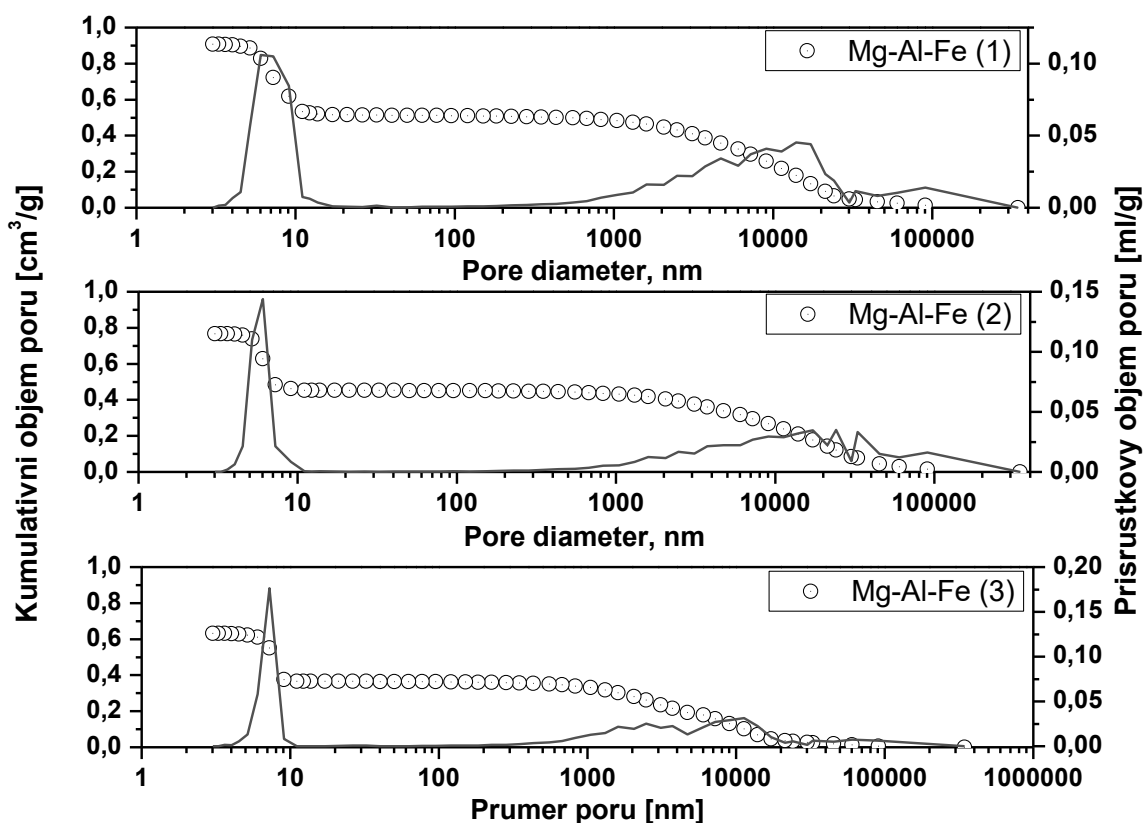 Kumulativni objem poru [cm³/g]
Prisrustkovy objem poru [ml/g]
1,0
0,8
0,6
0,4
0,2
0,0
Mg-Al-Fe (1)
0,10
0,05
0,00
1 10 100 1000 10000 100000
Pore diameter, nm
1,0
0,8
0,6
0,4
0,2
0,0
Mg-Al-Fe (2)
0,15
0,10
0,05
0,00
1 10 100 1000 10000 100000
Pore diameter, nm
1,0
0,8
0,6
0,4
0,2
0,0
Mg-Al-Fe (3)
0,20
0,15
0,10
0,05
0,00
1 10 100 1000 10000 100000 1000000
Prumer poru [nm]